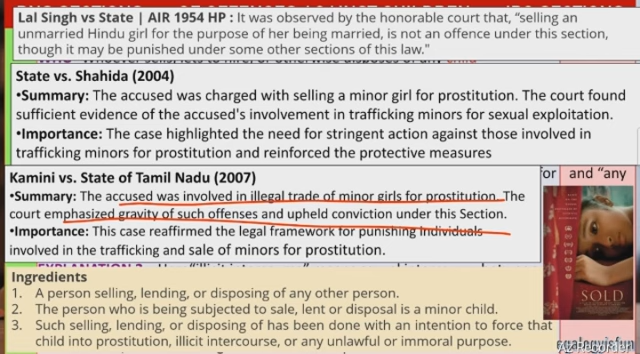 Lal Singh vs State | AIR 1954 HP : It was observed by the honorable court that, "selling an
unmarried Hindu girl for the purpose of her being married, is not an offence under this section,
though it may be punished under some other sections of this law."
State vs. Shahida (2004)
•Summary: The accused was charged with selling a minor girl for prostitution. The court found
sufficient evidence of the accused's involvement in trafficking minors for sexual exploitation.
•Importance: The case highlighted the need for stringent action against those involved in
trafficking minors for prostitution and reinforced the protective measures
Kamini vs. State of Tamil Nadu (2007)
for and "any
•Summary: The accused was involved in illegal trade of minor girls for prostitution. The
court emphasized gravity of such offenses and upheld conviction under this Section.
•Importance: This case reaffirmed the legal framework for punishing individuals
involved in the trafficking and sale of minors for prostitution.
Ingredients
1. A person selling, lending, or disposing of any other person.
2. The person who is being subjected to sale, lent or disposal is a minor child.
3. Such selling, lending, or disposing of has been done with an intention to force that
child into prostitution, illicit intercourse, or any unlawful or immoral purpose.
SOLD